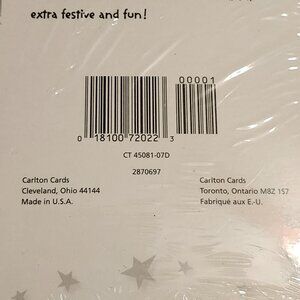 extra festive and fun!
00001
0 18100 72022 3
CT 45081-07D
2870697
Carlton Cards
Cleveland, Ohio 44144
Made in U.S.A.
Carlton Cards
Toronto, Ontario M8Z 1S7
Fabriqué aux E.-U.